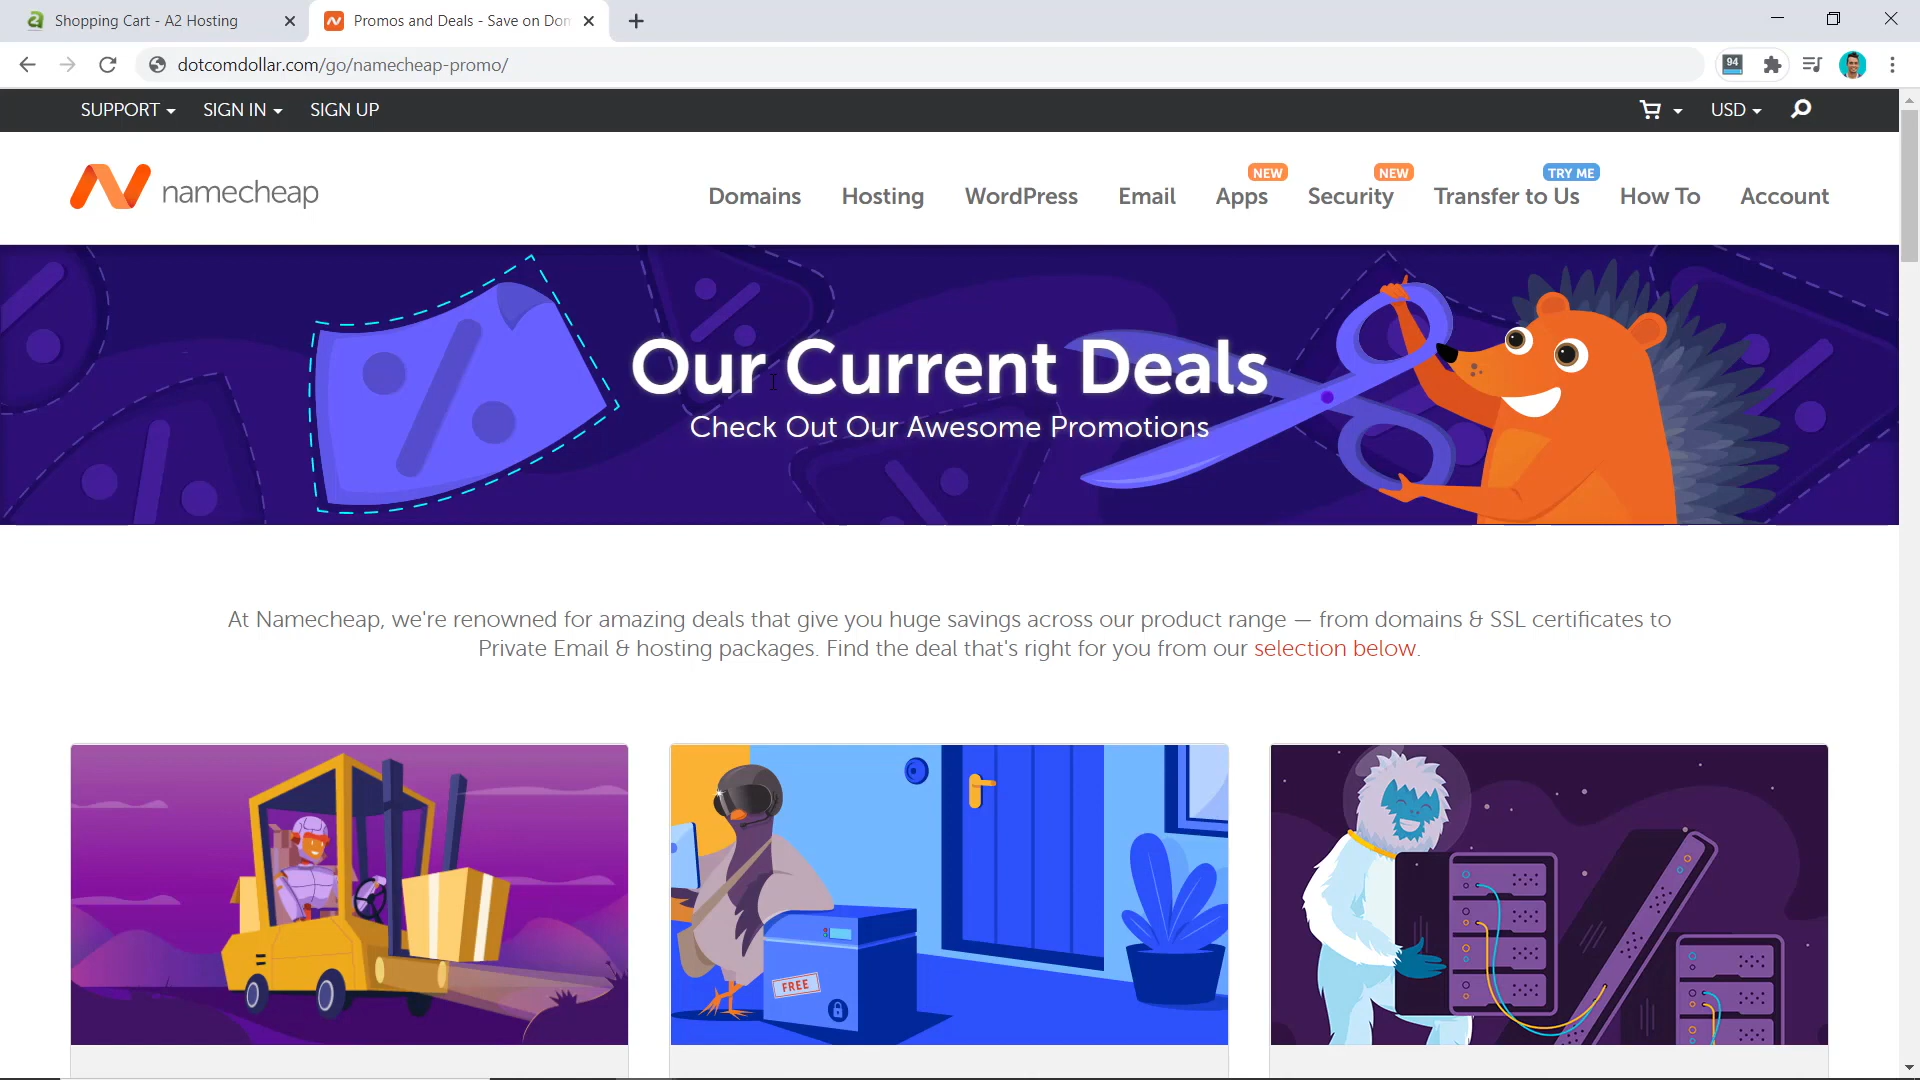 Shopping Cart - A2 Hosting
Promos and Deals - Save on Dom
dotcomdollar.com/go/namecheap-promo/
94
SUPPORT
SIGN IN
SIGN UP
USD
namecheap
Domains
Hosting
WordPress
Email
Apps
NEW
Security
NEW
Transfer to Us
TRY ME
How To
Account
Our Current Deals
Check Out Our Awesome Promotions
At Namecheap, we're renowned for amazing deals that give you huge savings across our product range — from domains & SSL certificates to
Private Email & hosting packages. Find the deal that's right for you from our selection below.
FREE